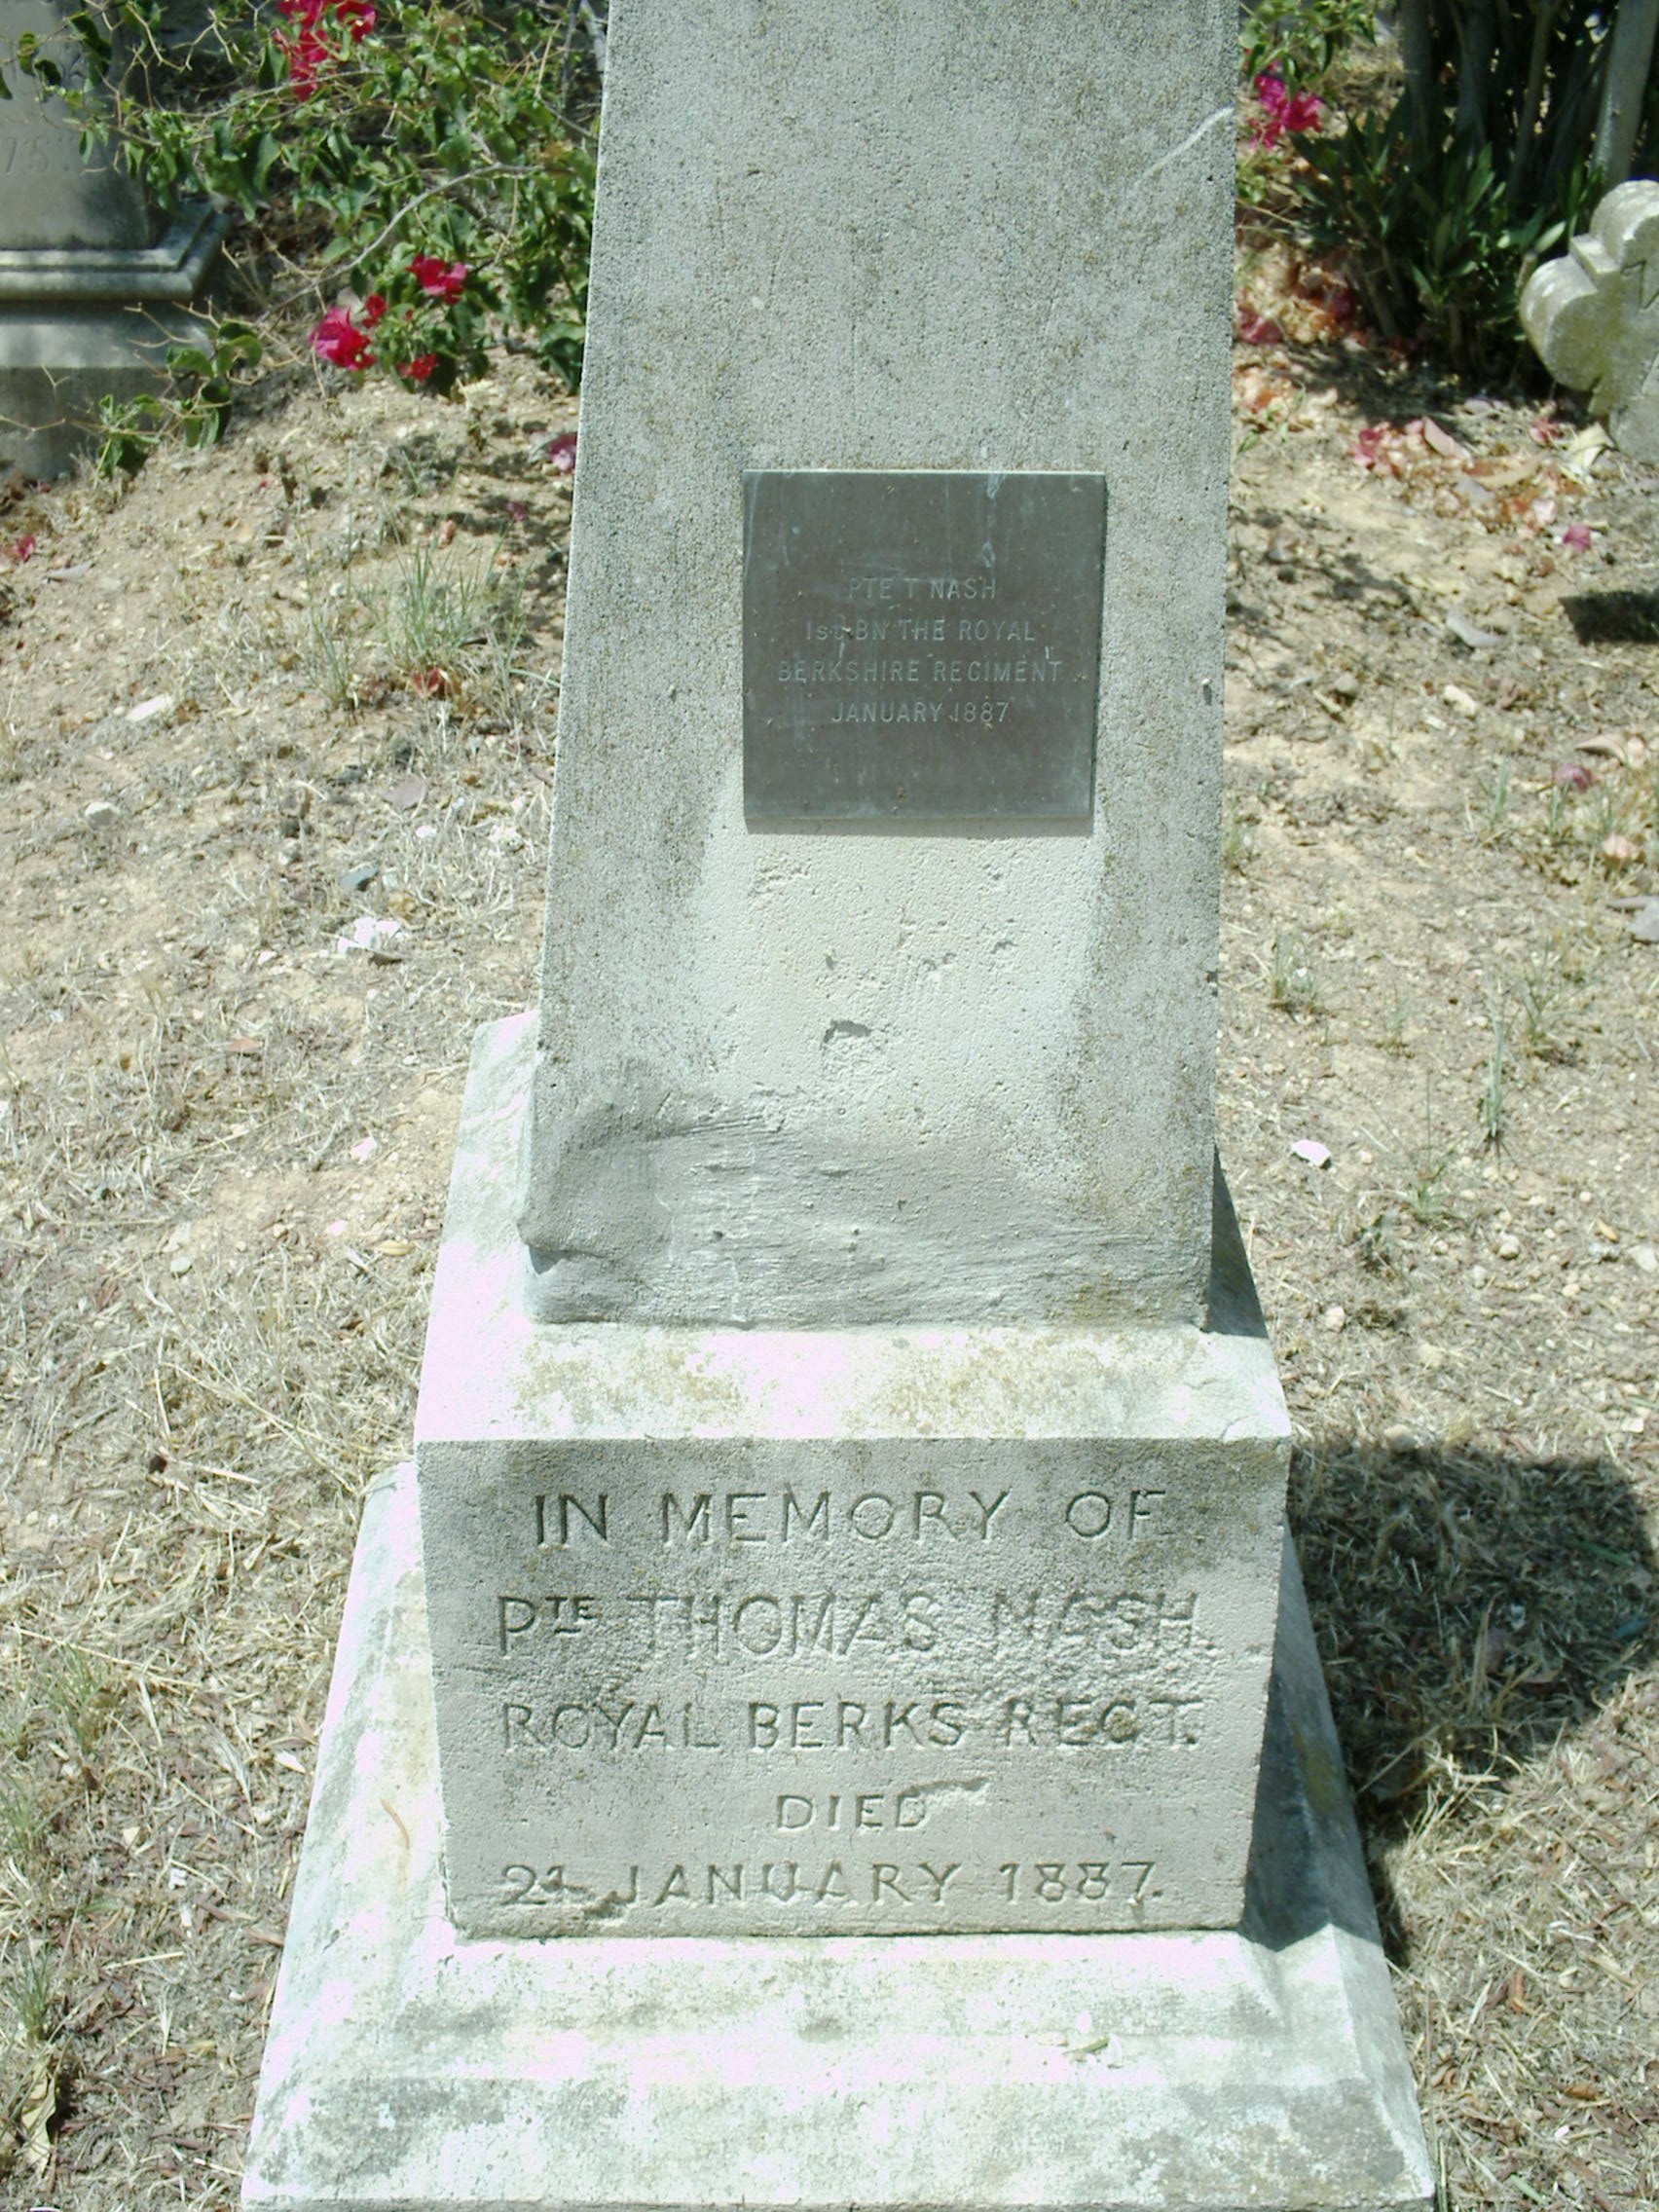 PTE T NASH
1st BN THE ROYAL
BERKSHIRE REGIMENT
JANUARY 1887
IN MEMORY OF
PTE THOMAS NASH.
ROYAL BERKS REGT.
DIED
21 JANUARY 1887.